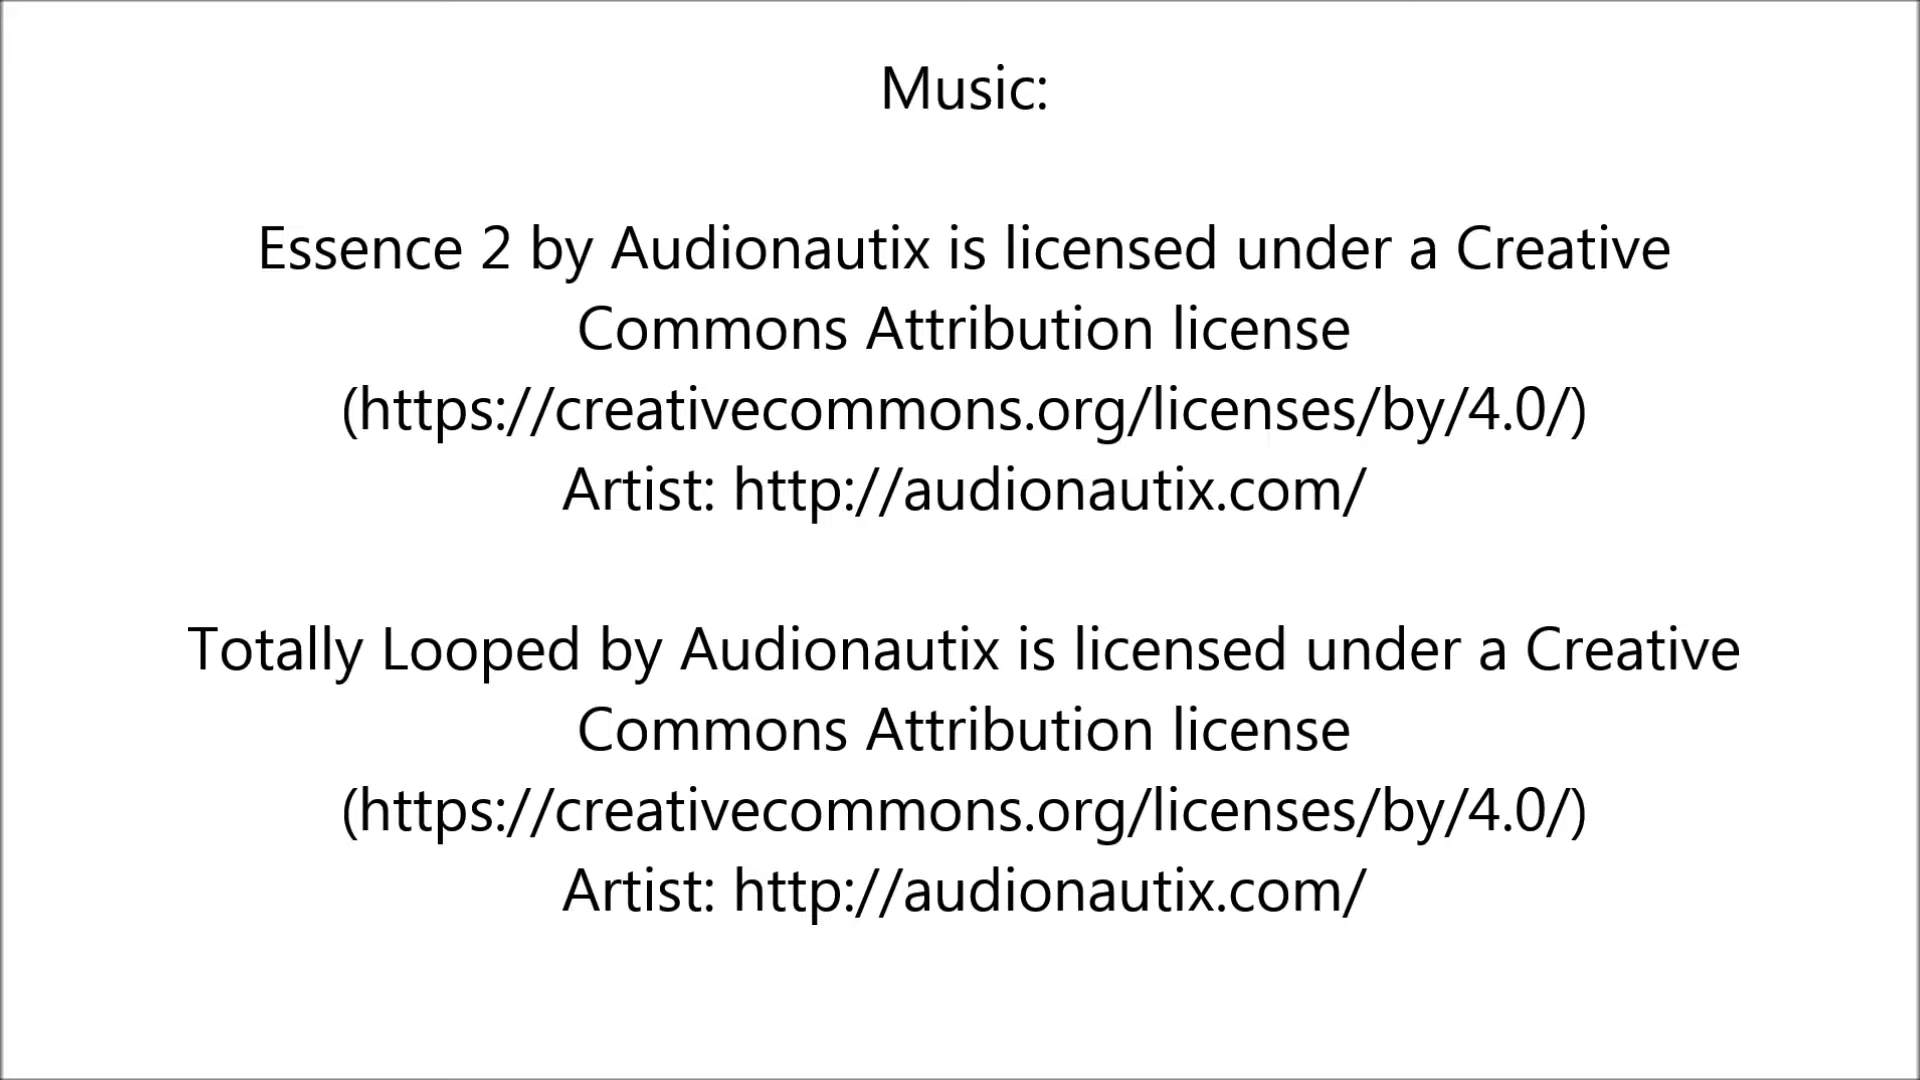 Music:
Essence 2 by Audionautix is licensed under a Creative
Commons Attribution license
(https://creativecommons.org/licenses/by/4.0/)
Artist: http://audionautix.com/
Totally Looped by Audionautix is licensed under a Creative
Commons Attribution license
(https://creativecommons.org/licenses/by/4.0/)
Artist: http://audionautix.com/